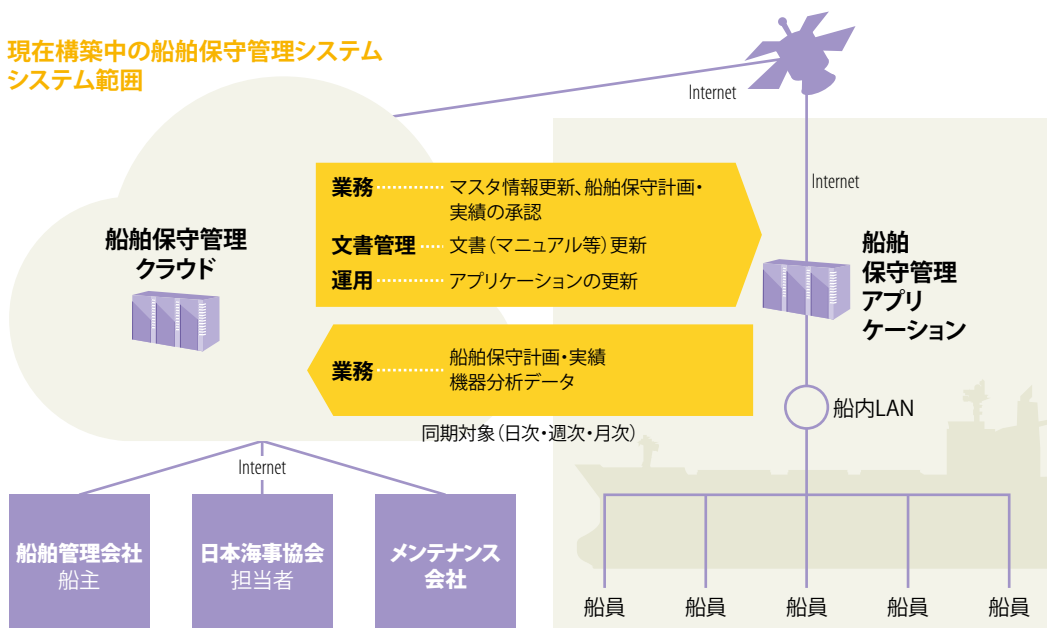 現在構築中の船舶保守管理システム
システム範囲
Internet
Internet
業務 ············ マスタ情報更新、船舶保守計画・
実績の承認
文書管理 ···· 文書(マニュアル等)更新
運用 ············ アプリケーションの更新
船舶保守管理
クラウド
船舶
保守管理
アプリ
ケーション
業務 ············ 船舶保守計画・実績
機器分析データ
同期対象(日次・週次・月次)
船内LAN
Internet
船舶管理会社
船主
日本海事協会
担当者
メンテナンス
会社
船員
船員
船員
船員
船員